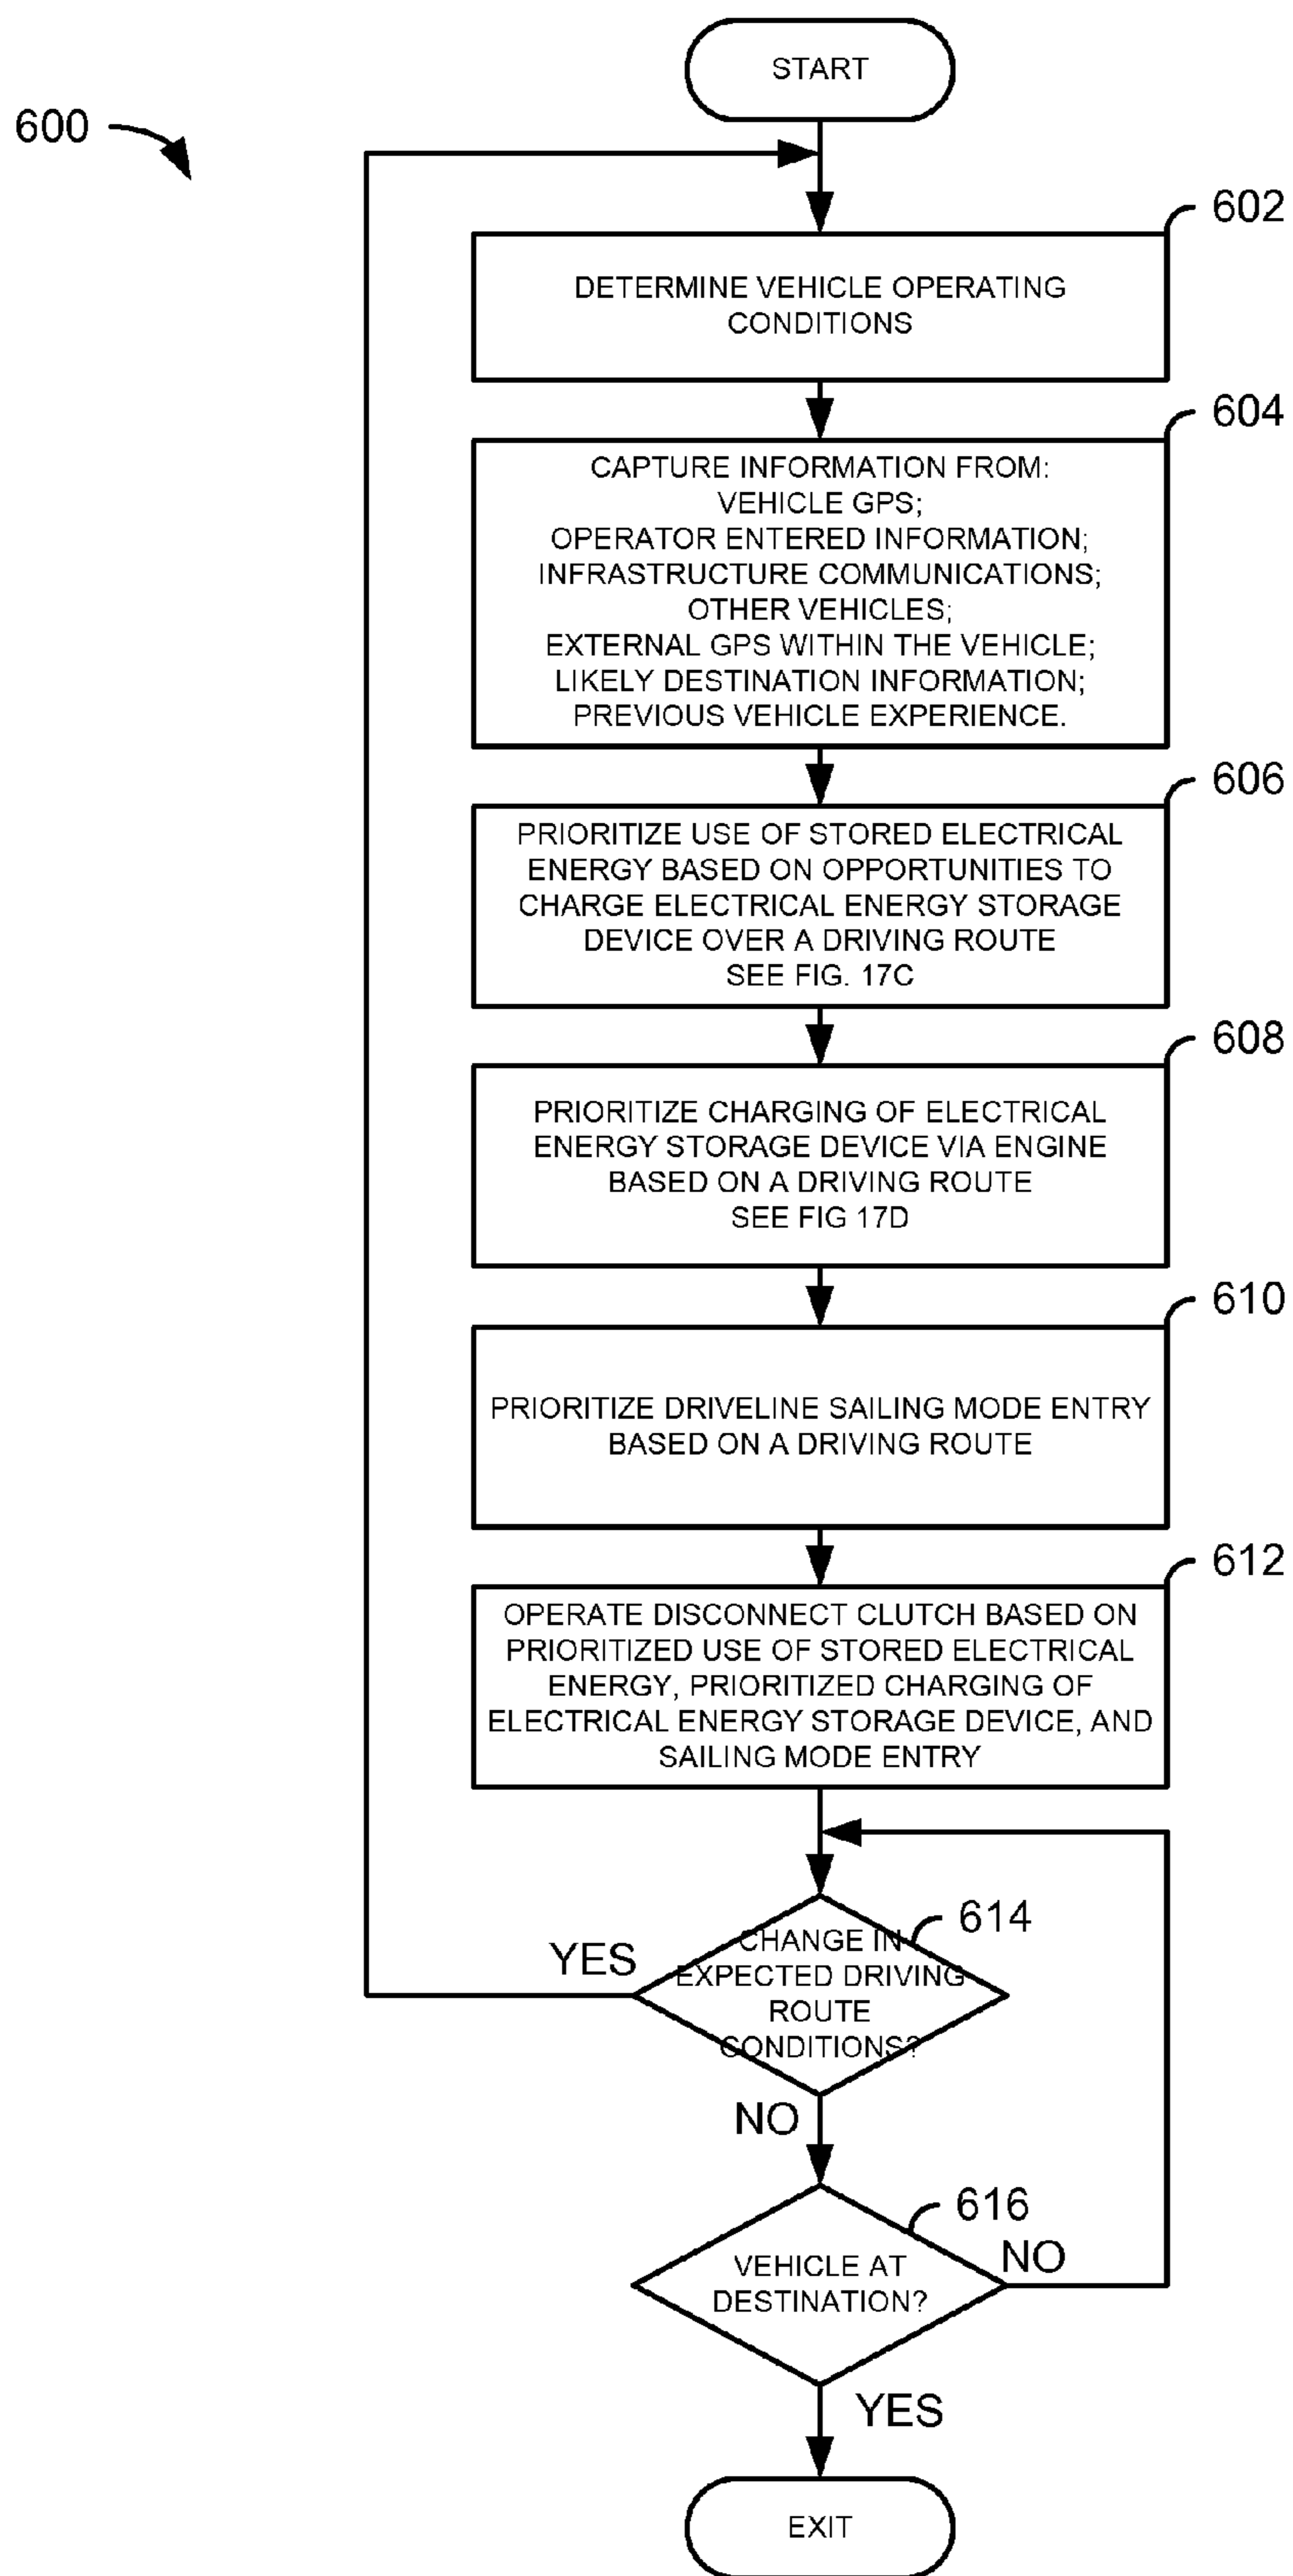 START
600
602
DETERMINE VEHICLE OPERATING
CONDITIONS
604
CAPTURE INFORMATION FROM:
VEHICLE GPS;
OPERATOR ENTERED INFORMATION;
INFRASTRUCTURE COMMUNICATIONS;
OTHER VEHICLES;
EXTERNAL GPS WITHIN THE VEHICLE;
LIKELY DESTINATION INFORMATION;
PREVIOUS VEHICLE EXPERIENCE.
606
PRIORITIZE USE OF STORED ELECTRICAL
ENERGY BASED ON OPPORTUNITIES TO
CHARGE ELECTRICAL ENERGY STORAGE
DEVICE OVER A DRIVING ROUTE
SEE FIG. 17C
608
PRIORITIZE CHARGING OF ELECTRICAL
ENERGY STORAGE DEVICE VIA ENGINE
BASED ON A DRIVING ROUTE
SEE FIG 17D
610
PRIORITIZE DRIVELINE SAILING MODE ENTRY
BASED ON A DRIVING ROUTE
612
OPERATE DISCONNECT CLUTCH BASED ON
PRIORITIZED USE OF STORED ELECTRICAL
ENERGY, PRIORITIZED CHARGING OF
ELECTRICAL ENERGY STORAGE DEVICE, AND
SAILING MODE ENTRY
614
YES
CHANGE IN
EXPECTED DRIVING
ROUTE
CONDITIONS?
NO
616
NO
VEHICLE AT
DESTINATION?
YES
EXIT